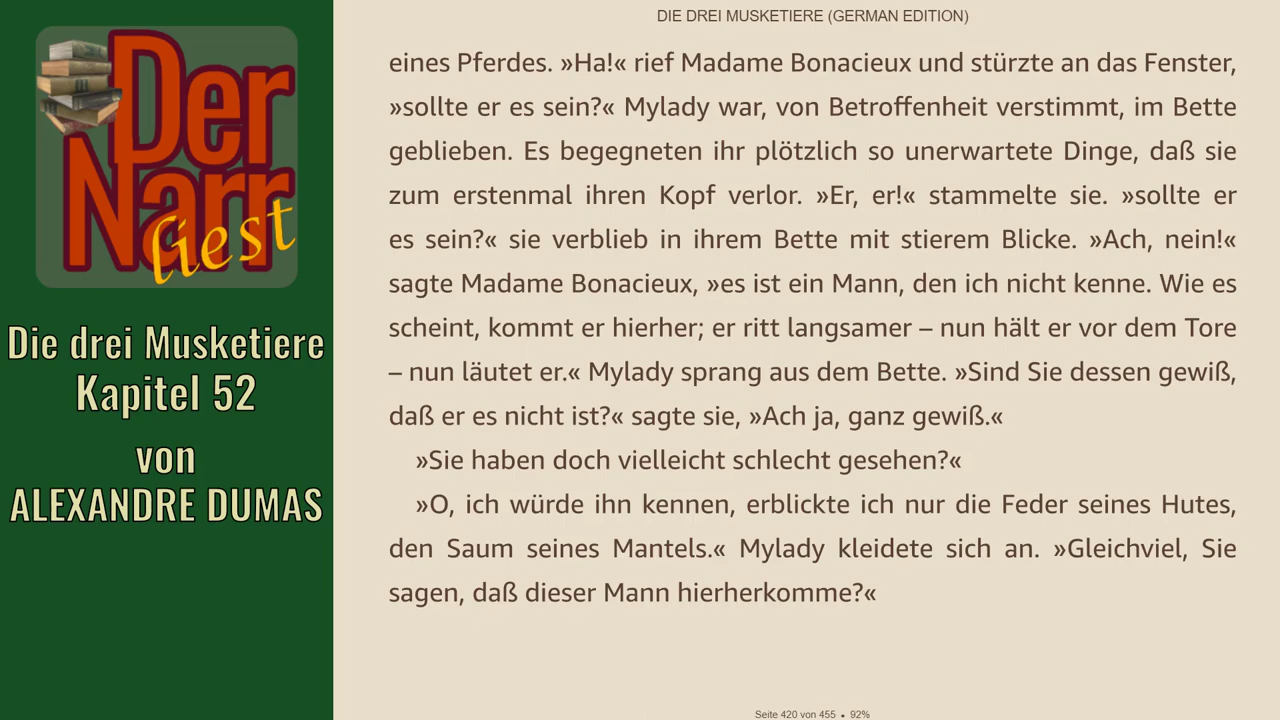 Der
Narr
liest
Die drei Musketiere
Kapitel 52
von
ALEXANDRE DUMAS
DIE DREI MUSKETIERE (GERMAN EDITION)
eines Pferdes. »Ha!« rief Madame Bonacieux und stürzte an das Fenster,
»sollte er es sein?« Mylady war, von Betroffenheit verstimmt, im Bette
geblieben. Es begegneten ihr plötzlich so unerwartete Dinge, daß sie
zum erstenmal ihren Kopf verlor. »Er, er!« stammelte sie. »sollte er
es sein?« sie verblieb in ihrem Bette mit stierem Blicke. »Ach, nein!«
sagte Madame Bonacieux, »es ist ein Mann, den ich nicht kenne. Wie es
scheint, kommt er hierher; er ritt langsamer – nun hält er vor dem Tore
– nun läutet er.« Mylady sprang aus dem Bette. »Sind Sie dessen gewiß,
daß er es nicht ist?« sagte sie, »Ach ja, ganz gewiß.«
»Sie haben doch vielleicht schlecht gesehen?«
»O, ich würde ihn kennen, erblickte ich nur die Feder seines Hutes,
den Saum seines Mantels.« Mylady kleidete sich an. »Gleichviel, Sie
sagen, daß dieser Mann hierherkomme?«
Seite 420 von 455 • 92%